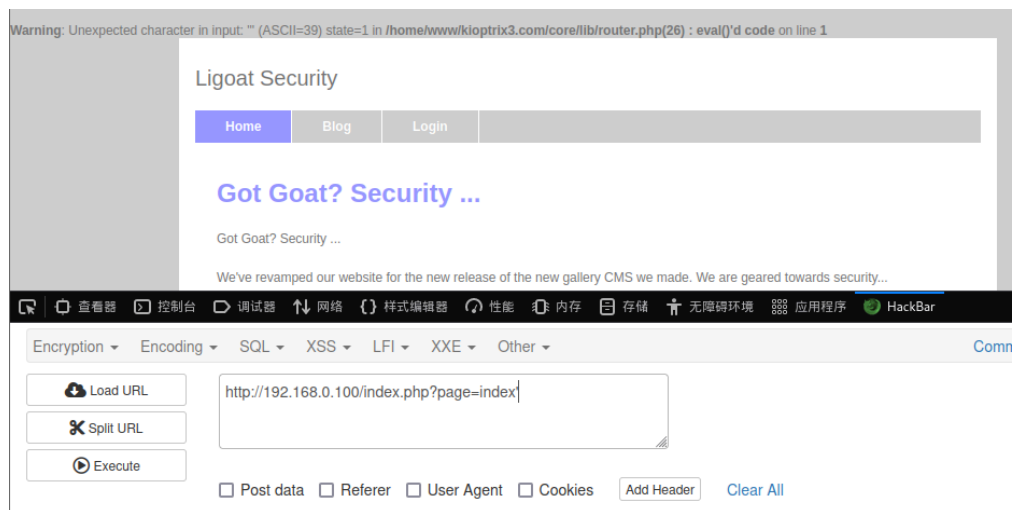 Warning: Unexpected character in input: ''' (ASCII=39) state=1 in /home/www/kioptrix3.com/core/lib/router.php(26) : eval()'d code on line 1
Ligoat Security
Home Blog Login
Got Goat? Security ...
Got Goat? Security ...
We've revamped our website for the new release of the new gallery CMS we made. We are geared towards security...
查看器 控制台 调试器 网络 样式编辑器 性能 内存 存储 无障碍环境 应用程序 HackBar
Encryption Encoding SQL XSS LFI XXE Other
Load URL http://192.168.0.100/index.php?page=index'
Split URL
Execute
Post data Referer User Agent Cookies Add Header Clear All